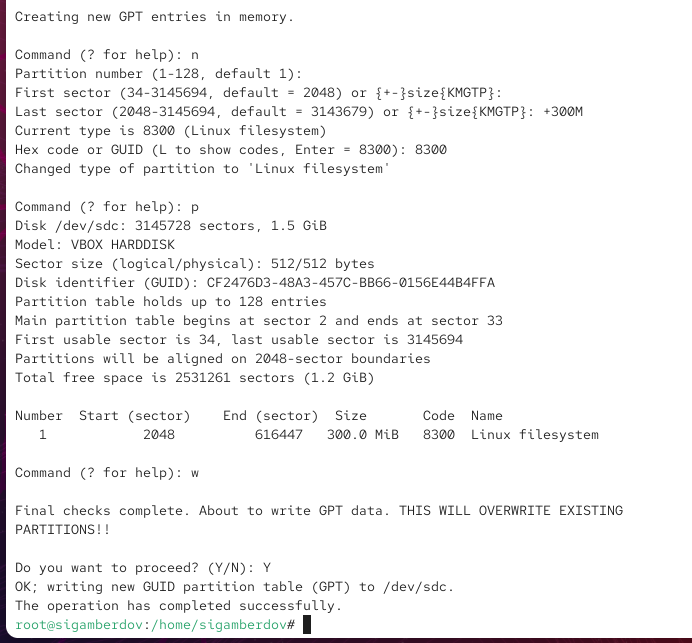 Creating new GPT entries in memory.

Command (? for help): n
Partition number (1-128, default 1):
First sector (34-3145694, default = 2048) or {+-}size{KMGTP}:
Last sector (2048-3145694, default = 3143679) or {+-}size{KMGTP}: +300M
Current type is 8300 (Linux filesystem)
Hex code or GUID (L to show codes, Enter = 8300): 8300
Changed type of partition to 'Linux filesystem'

Command (? for help): p
Disk /dev/sdc: 3145728 sectors, 1.5 GiB
Model: VBOX HARDDISK
Sector size (logical/physical): 512/512 bytes
Disk identifier (GUID): CF2476D3-48A3-457C-BB66-0156E44B4FFA
Partition table holds up to 128 entries
Main partition table begins at sector 2 and ends at sector 33
First usable sector is 34, last usable sector is 3145694
Partitions will be aligned on 2048-sector boundaries
Total free space is 2531261 sectors (1.2 GiB)

Number  Start (sector)    End (sector)  Size       Code  Name
   1            2048          616447   300.0 MiB   8300  Linux filesystem

Command (? for help): w

Final checks complete. About to write GPT data. THIS WILL OVERWRITE EXISTING
PARTITIONS!!

Do you want to proceed? (Y/N): Y
OK; writing new GUID partition table (GPT) to /dev/sdc.
The operation has completed successfully.
root@sigamberdov:/home/sigamberdov#